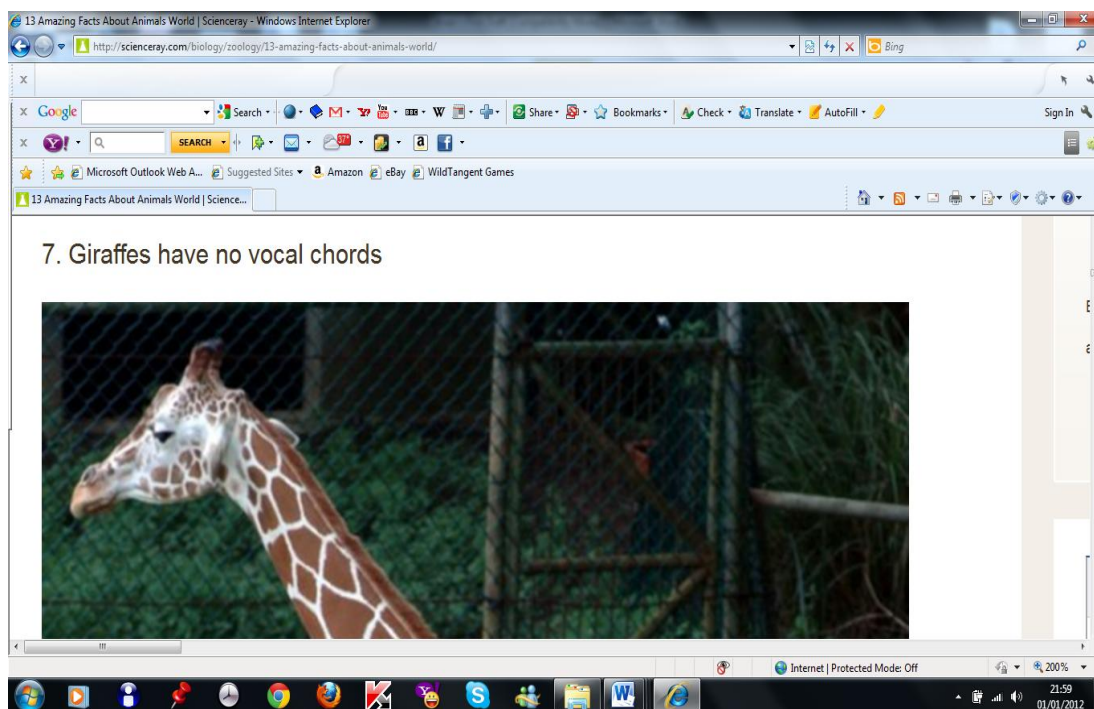 13 Amazing Facts About Animals World | Scienceray - Windows Internet Explorer
http://scienceray.com/biology/zoology/13-amazing-facts-about-animals-world/ Bing
x
x Google Search Share Bookmarks Check Translate AutoFill Sign In
x Y! SEARCH 37° a f
Microsoft Outlook Web A... Suggested Sites a Amazon eBay WildTangent Games
13 Amazing Facts About Animals World | Science...
7. Giraffes have no vocal chords
Internet | Protected Mode: Off 200%
21:59
01/01/2012